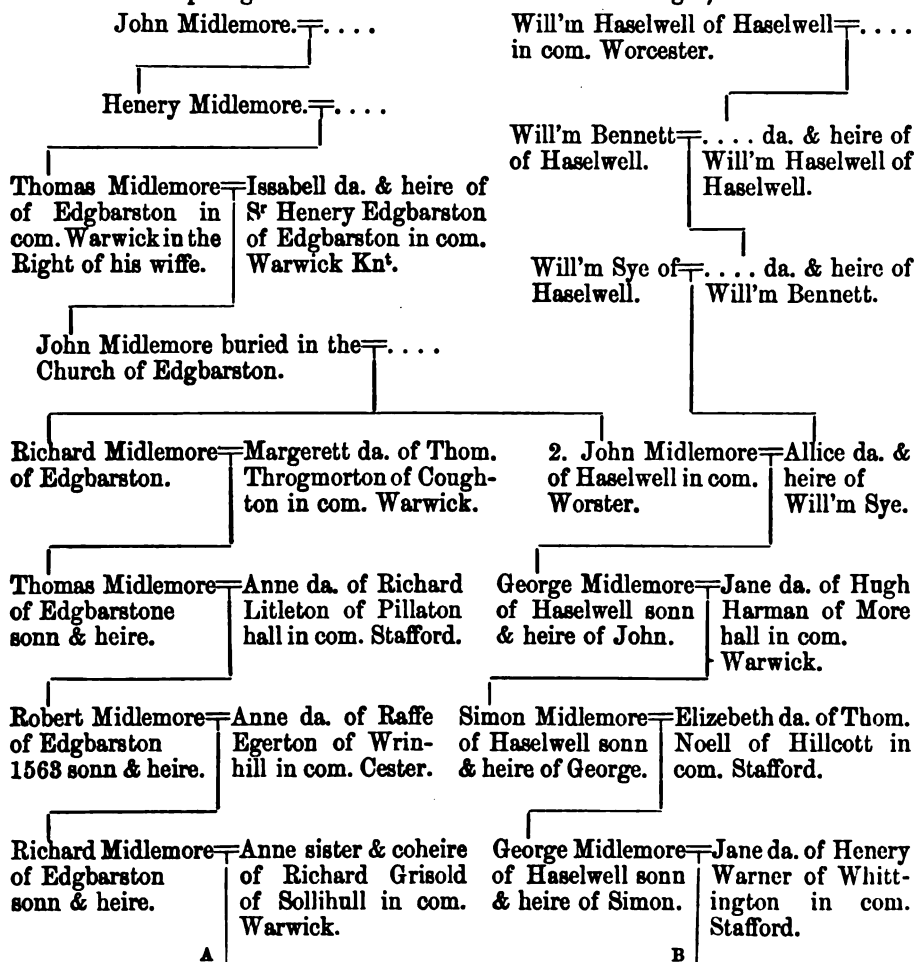 John Midlemore.=. . . .
Will'm Haselwell of Haselwell=. . . .
in com. Worcester.
Henery Midlemore.=. . . .
Will'm Bennett=. . . . da. & heire of
of Haselwell.
Will'm Haselwell of
Haselwell.
Thomas Midlemore=Issabell da. & heire of
of Edgbarston in
com. Warwick in the
Right of his wiffe.
Sr Henery Edgbarston
of Edgbarston in com.
Warwick Knt.
Will'm Sye of=. . . . da. & heire of
Haselwell.
Will'm Bennett.
John Midlemore buried in the=. . . .
Church of Edgbarston.
Richard Midlemore=Margerett da. of Thom.
of Edgbarston.
Throgmorton of Cough-
ton in com. Warwick.
2. John Midlemore=Allice da. &
of Haselwell in com.
Worster.
heire of
Will'm Sye.
Thomas Midlemore=Anne da. of Richard
of Edgbarstone
sonn & heire.
Litleton of Pillaton
hall in com. Stafford.
George Midlemore=Jane da. of Hugh
of Haselwell sonn
& heire of John.
Harman of More
hall in com.
Warwick.
Robert Midlemore=Anne da. of Raffe
of Edgbarston
1563 sonn & heire.
Egerton of Wrin-
hill in com. Cester.
Simon Midlemore=Elizebeth da. of Thom.
of Haselwell sonn
& heire of George.
Noell of Hillcott in
com. Stafford.
Richard Midlemore=Anne sister & coheire
of Edgbarston
sonn & heire.
of Richard Grisold
of Sollihull in com.
Warwick.
A
George Midlemore=Jane da. of Henery
of Haselwell sonn
& heire of Simon.
Warner of Whitt-
ington in com.
Stafford.
B